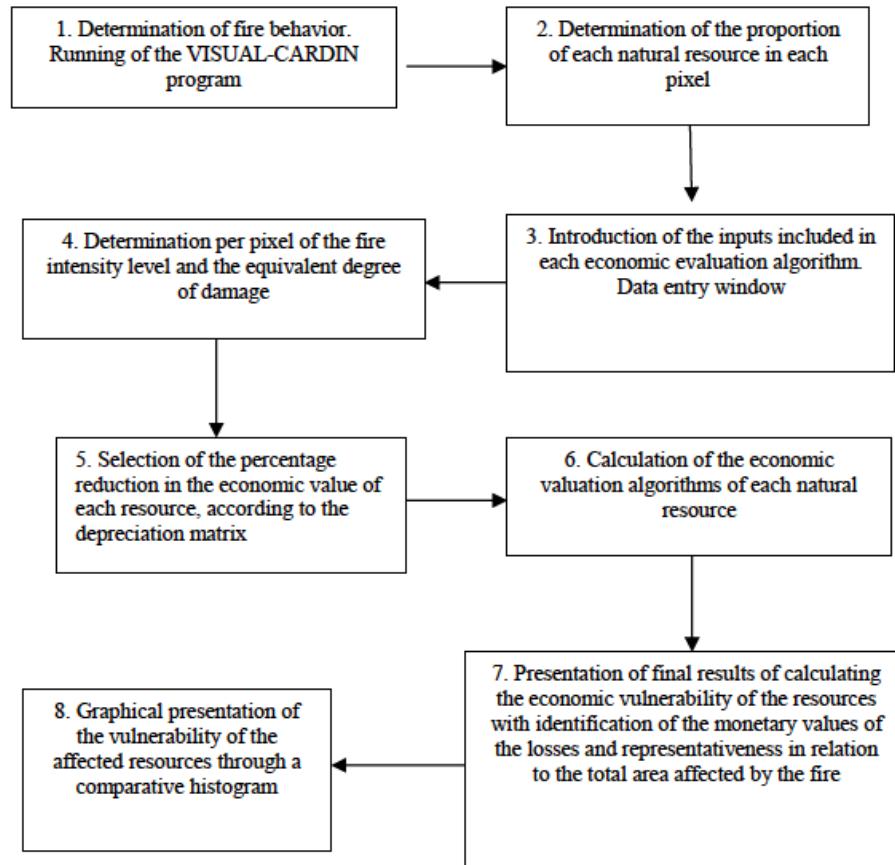 1. Determination of fire behavior.
Running of the VISUAL-CARDIN
program
2. Determination of the proportion
of each natural resource in each
pixel
3. Introduction of the inputs included in
each economic evaluation algorithm.
Data entry window
4. Determination per pixel of the fire
intensity level and the equivalent degree
of damage
5. Selection of the percentage
reduction in the economic value of
each resource, according to the
depreciation matrix
6. Calculation of the economic
valuation algorithms of each natural
resource
7. Presentation of final results of calculating
the economic vulnerability of the resources
with identification of the monetary values of
the losses and representativeness in relation
to the total area affected by the fire
8. Graphical presentation of
the vulnerability of the
affected resources through a
comparative histogram